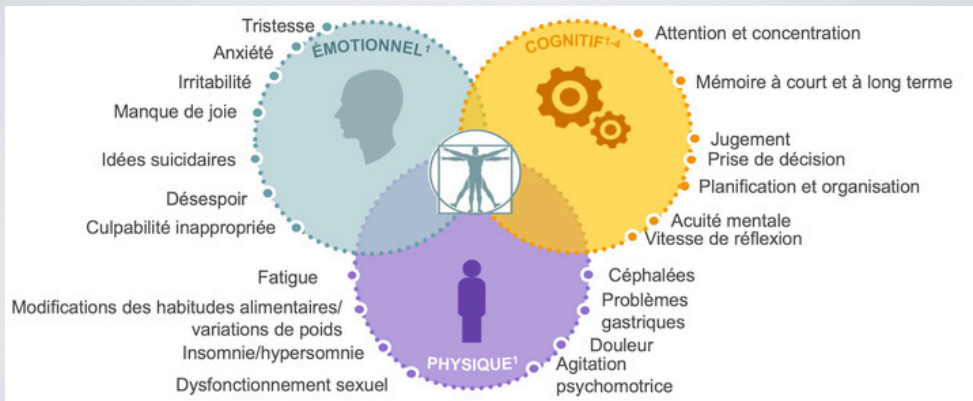 ÉMOTIONNEL¹
Tristesse
Anxiété
Irritabilité
Manque de joie
Idées suicidaires
Désespoir
Culpabilité inappropriée
COGNITIF¹⁻⁴
Attention et concentration
Mémoire à court et à long terme
Jugement
Prise de décision
Planification et organisation
Acuité mentale
Vitesse de réflexion
PHYSIQUE¹
Fatigue
Modifications des habitudes alimentaires/
variations de poids
Insomnie/hypersomnie
Dysfonctionnement sexuel
Céphalées
Problèmes
gastriques
Douleur
Agitation
psychomotrice